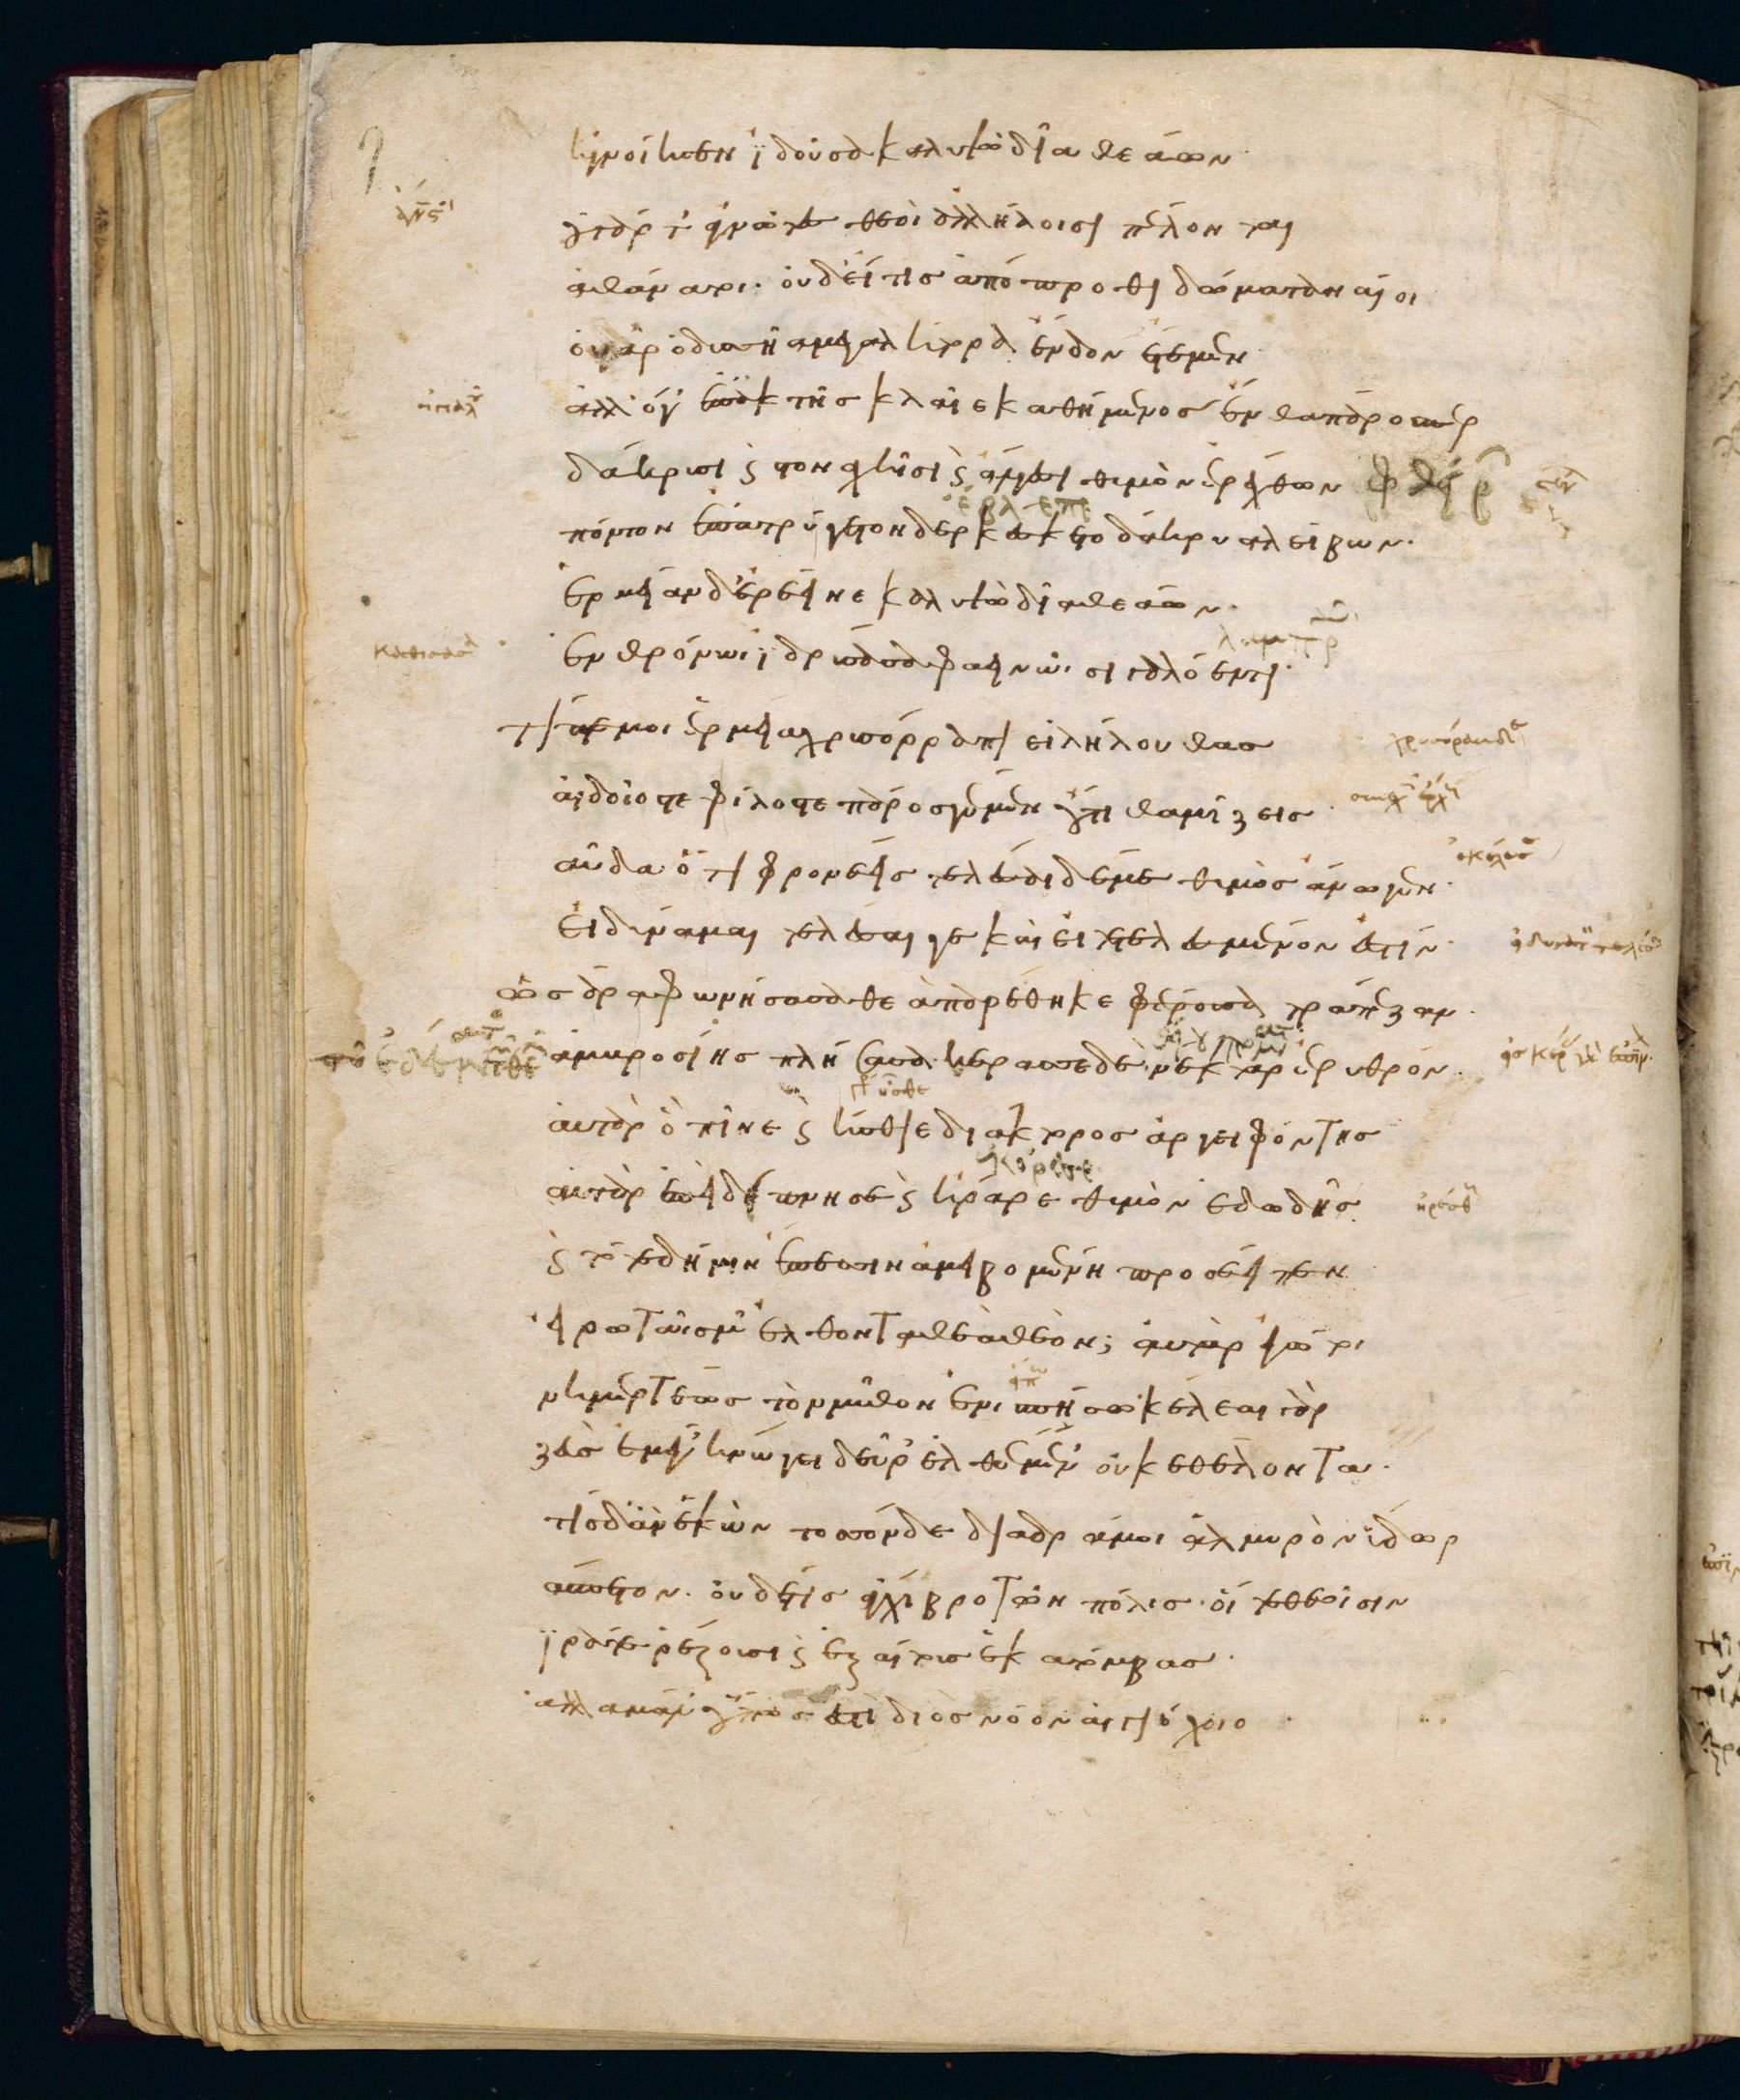 ἠγνοίησεν ἰδοῦσα καλυψὼ δῖα θεάων·
οὐ γάρ τ' ἀγνῶτες θεοὶ ἀλλήλοισι πέλονται
ἀθάνατοι. οὐδ' εἴ τις ἀπόπροθι δώματα ναίοι
οὐδ' ἄρ ὀδυσσῆα μεγαλήτορα ἔνδον ἔτετμεν
ἀλλ' ὅγ' ἐπ' ἀκτῆς κλαῖε καθήμενος ἔνθα πάρος περ
δάκρυσι καὶ στοναχῆσι καὶ ἄλγεσι θυμὸν ἐρέχθων
ἔβλεπε
πόντον ἐπ' ἀτρύγετον δερκέσκετο δάκρυα λείβων.
ἑρμείαν δ' ἐρέεινε καλυψὼ δῖα θεάων.
ἐν θρόνωι ἱδρύσασα φαεινῶι σιγαλόεντι.
τίπτε μοι ἑρμεία χρυσόρραπι εἰλήλουθας
αἰδοῖός τε φίλος τε πάρος γε μὲν οὔτι θαμίζεις
αὔδα ὅ τι φρονέεις τελέσαι δέ με θυμὸς ἄνωγεν.
εἰ δύναμαι τελέσαι γε καὶ εἰ τετελεσμένον ἐστίν.
ὣς ἄρα φωνήσασα θεὰ παρέθηκε φέρουσα τράπεζαν.
ἀμβροσίης πλήσασα. κέρασσε δὲ νέκταρ ἐρυθρόν.
αὐτὰρ ὁ πῖνε καὶ ἦσθιε διάκτορος ἀργειφόντης
αὐτὰρ ἐπεὶ δείπνησε καὶ ἤραρε θυμὸν ἐδωδῆς.
καὶ τότε δή μιν ἔπεσσιν ἀμειβομένη προσέειπεν
εἰρωτᾶις μ' ἐλθόντα θεὰ θεόν; αὐτὰρ ἐγώ τοι
νημερτέως τὸν μῦθον ἐνισπήσω κέλεαι γάρ
ζεὺς ἐμέγ' ἠνώγει δεῦρ' ἐλθέμεν οὐκ ἐθέλοντα.
τίς δ' ἂν ἑκὼν τοσσόνδε διαδράμοι ἁλμυρὸν ὕδωρ
ἄσπετον. οὐδέ τις ἄγχι βροτῶν πόλις οἵ τε θεοῖσιν
ἱρά τε ῥέζουσι καὶ ἐξαίτους ἑκατόμβας.
ἀλλὰ μάλ' οὔπως ἔστι διὸς νόον αἰγιόχοιο